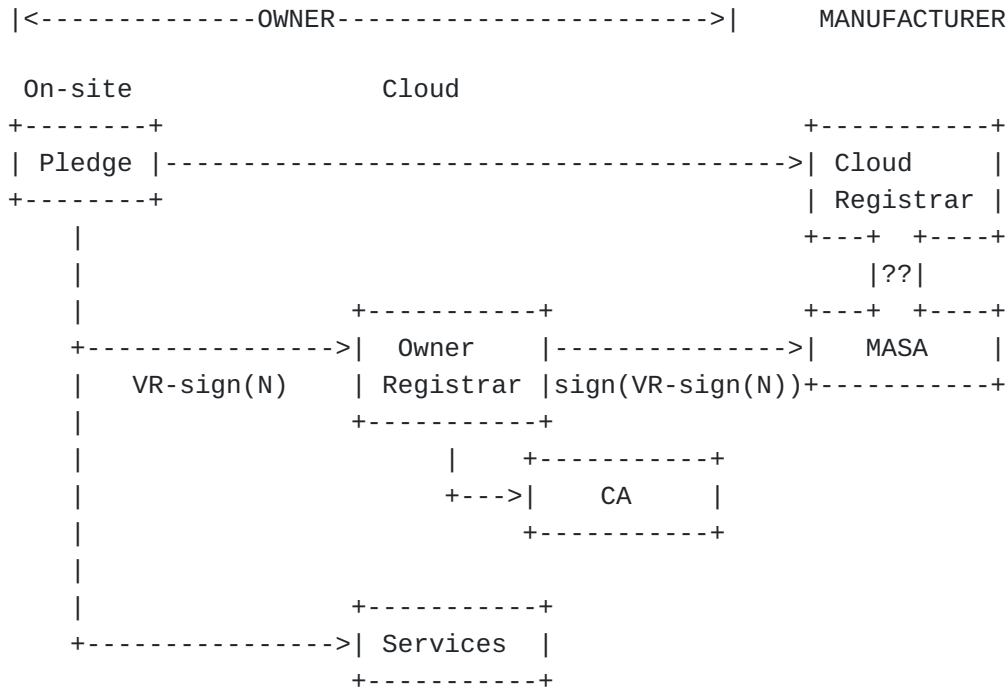 |<--------------OWNER------------------------>|     MANUFACTURER
On-site                Cloud
+--------+                                         +-----------+
| Pledge |---------------------------------------->| Cloud     |
+--------+                                         | Registrar |
    |                                              +---+  +----+
    |                                                  |??|
    |                 +-----------+                +---+  +----+
    +---------------->|  Owner    |--------------->|   MASA    |
    |   VR-sign(N)    | Registrar |sign(VR-sign(N))+-----------+
    |                 +-----------+
    |                       |    +-----------+
    |                       +--->|    CA     |
    |                            +-----------+
    |
    |                 +-----------+
    +---------------->| Services  |
                      +-----------+